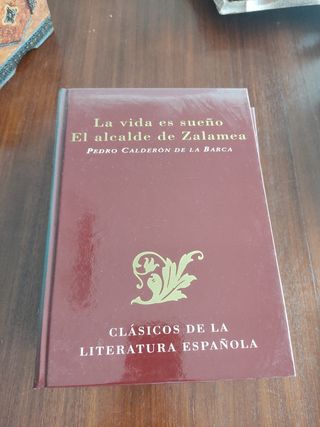 La vida es sueño
El alcalde de Zalamea
PEDRO CALDERÓN DE LA BARCA
CLÁSICOS DE LA
LITERATURA ESPAÑOLA